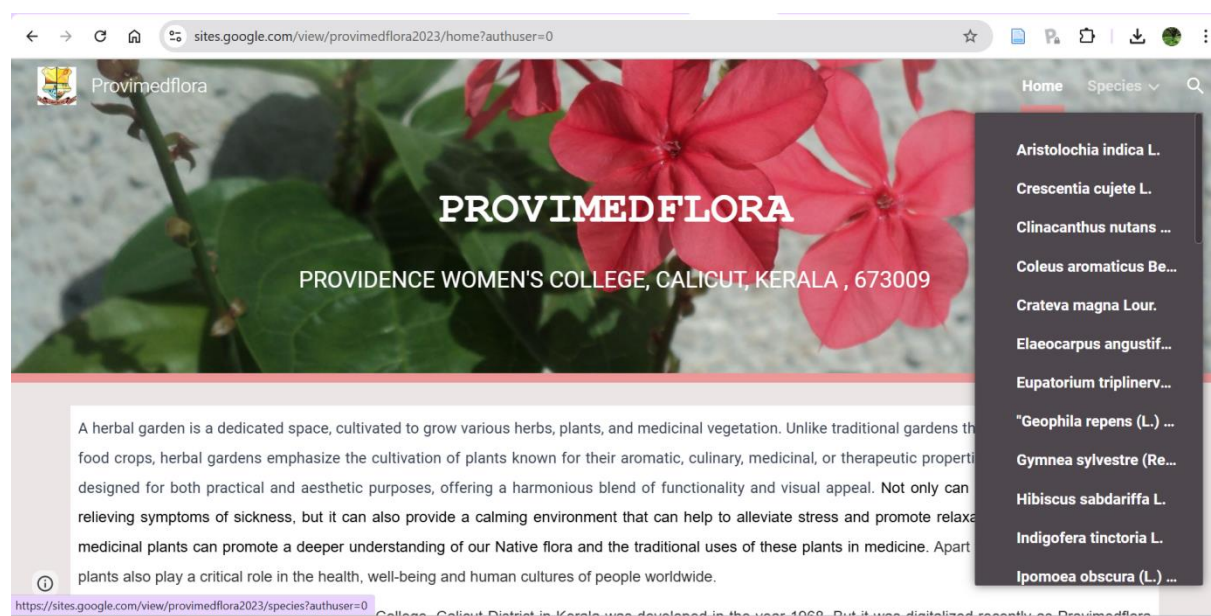 sites.google.com/view/provimedflora2023/home?authuser=0
Provimedflora
Home Species
PROVIMEDFLORA
PROVIDENCE WOMEN'S COLLEGE, CALICUT, KERALA , 673009
Aristolochia indica L.
Crescentia cujete L.
Clinacanthus nutans ...
Coleus aromaticus Be...
Crateva magna Lour.
Elaeocarpus angustif...
Eupatorium triplinerv...
"Geophila repens (L.) ...
Gymnea sylvestre (Re...
Hibiscus sabdariffa L.
Indigofera tinctoria L.
Ipomoea obscura (L.) ...
A herbal garden is a dedicated space, cultivated to grow various herbs, plants, and medicinal vegetation. Unlike traditional gardens th
food crops, herbal gardens emphasize the cultivation of plants known for their aromatic, culinary, medicinal, or therapeutic properti
designed for both practical and aesthetic purposes, offering a harmonious blend of functionality and visual appeal. Not only can
relieving symptoms of sickness, but it can also provide a calming environment that can help to alleviate stress and promote relaxa
medicinal plants can promote a deeper understanding of our Native flora and the traditional uses of these plants in medicine. Apart
plants also play a critical role in the health, well-being and human cultures of people worldwide.
https://sites.google.com/view/provimedflora2023/species?authuser=0
College, Calicut District in Kerala was developed in the year 1968. But it was digitalized recently as Provimedflora